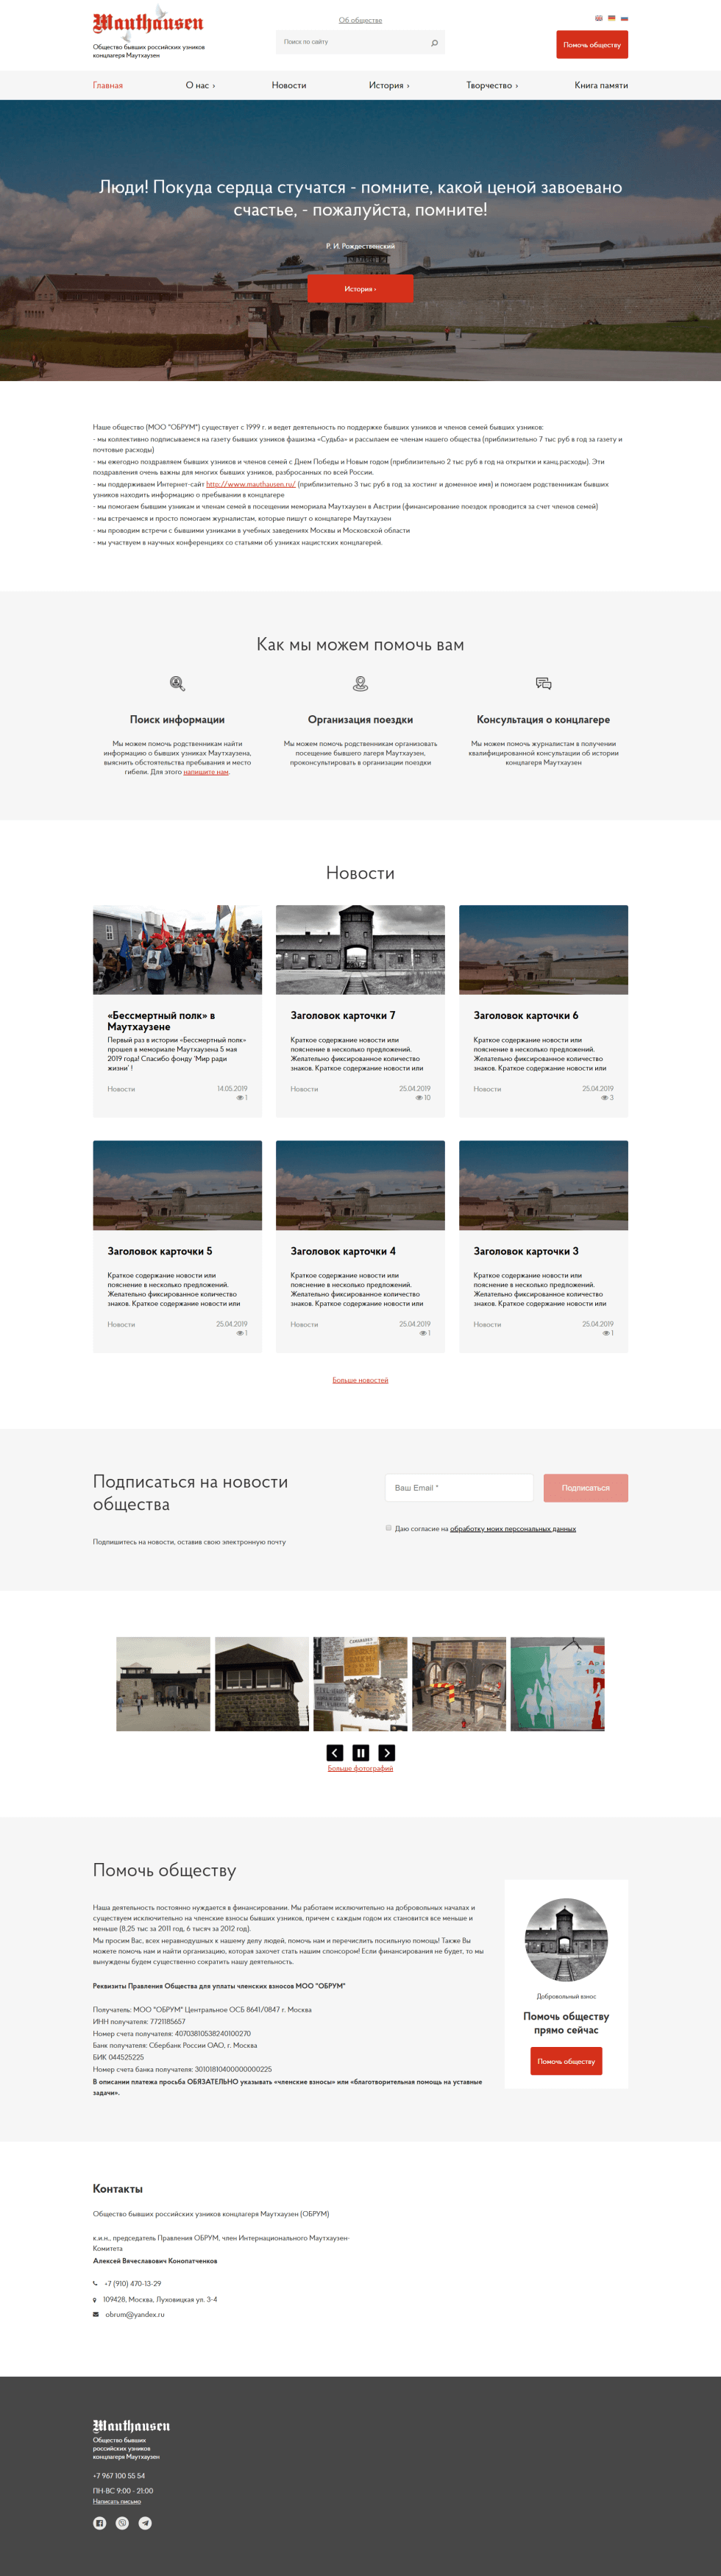 Mauthausen
Общество бывших российских узников
концлагеря Маутхаузен
Об обществе
Поиск по сайту
Помочь обществу
Главная
О нас ›
Новости
История ›
Творчество ›
Книга памяти
Люди! Покуда сердца стучатся - помните, какой ценой завоевано
счастье, - пожалуйста, помните!
Р. И. Рождественский
История ›
Наше общество (МОО "ОБРУМ") существует с 1999 г. и ведет деятельность по поддержке бывших узников и членов семей бывших узников:
- мы коллективно подписываемся на газету бывших узников фашизма «Судьба» и рассылаем ее членам нашего общества (приблизительно 7 тыс руб в год за газету и
почтовые расходы)
- мы ежегодно поздравляем бывших узников и членов семей с Днем Победы и Новым годом (приблизительно 2 тыс руб в год на открытки и канц.расходы). Эти
поздравления очень важны для многих бывших узников, разбросанных по всей России.
- мы поддерживаем Интернет-сайт http://www.mauthausen.ru/ (приблизительно 3 тыс руб в год за хостинг и доменное имя) и помогаем родственникам бывших
узников находить информацию о пребывании в концлагере
- мы помогаем бывшим узникам и членам семей в посещении мемориала Маутхаузен в Австрии (финансирование поездок проводится за счет членов семей)
- мы встречаемся и просто помогаем журналистам, которые пишут о концлагере Маутхаузен
- мы проводим встречи с бывшими узниками в учебных заведениях Москвы и Московской области
- мы участвуем в научных конференциях со статьями об узниках нацистских концлагерей.
Как мы можем помочь вам
Поиск информации
Мы можем помочь родственникам найти
информацию о бывших узниках Маутхаузена,
выяснить обстоятельства пребывания и место
гибели. Для этого напишите нам.
Организация поездки
Мы можем помочь родственникам организовать
посещение бывшего лагеря Маутхаузен,
проконсультировать в организации поездки
Консультация о концлагере
Мы можем помочь журналистам в получении
квалифицированной консультации об истории
концлагеря Маутхаузен
Новости
«Бессмертный полк» в
Маутхаузене
Первый раз в истории «Бессмертный полк»
прошел в мемориале Маутхаузена 5 мая
2019 года! Спасибо фонду 'Мир ради
жизни' !
Новости
14.05.2019
1
Заголовок карточки 7
Краткое содержание новости или
пояснение в несколько предложений.
Желательно фиксированное количество
знаков. Краткое содержание новости или
Новости
25.04.2019
10
Заголовок карточки 6
Краткое содержание новости или
пояснение в несколько предложений.
Желательно фиксированное количество
знаков. Краткое содержание новости или
Новости
25.04.2019
3
Заголовок карточки 5
Краткое содержание новости или
пояснение в несколько предложений.
Желательно фиксированное количество
знаков. Краткое содержание новости или
Новости
25.04.2019
1
Заголовок карточки 4
Краткое содержание новости или
пояснение в несколько предложений.
Желательно фиксированное количество
знаков. Краткое содержание новости или
Новости
25.04.2019
1
Заголовок карточки 3
Краткое содержание новости или
пояснение в несколько предложений.
Желательно фиксированное количество
знаков. Краткое содержание новости или
Новости
25.04.2019
1
Больше новостей
Подписаться на новости
общества
Подпишитесь на новости, оставив свою электронную почту
Ваш Email *
Подписаться
Даю согласие на обработку моих персональных данных
Больше фотографий
Помочь обществу
Наша деятельность постоянно нуждается в финансировании. Мы работаем исключительно на добровольных началах и
существуем исключительно на членские взносы бывших узников, причем с каждым годом их становится все меньше и
меньше (8,25 тыс за 2011 год, 6 тысяч за 2012 год).
Мы просим Вас, всех неравнодушных к нашему делу людей, помочь нам и перечислить посильную помощь! Также Вы
можете помочь нам и найти организацию, которая захочет стать нашим спонсором! Если финансирования не будет, то мы
вынуждены будем существенно сократить нашу деятельность.
Реквизиты Правления Общества для уплаты членских взносов МОО "ОБРУМ"
Получатель: МОО "ОБРУМ" Центральное ОСБ 8641/0847 г. Москва
ИНН получателя: 7721185657
Номер счета получателя: 40703810538240100270
Банк получателя: Сбербанк России ОАО, г. Москва
БИК 044525225
Номер счета банка получателя: 30101810400000000225
В описании платежа просьба ОБЯЗАТЕЛЬНО указывать «членские взносы» или «благотворительная помощь на уставные
задачи».
Добровольный взнос
Помочь обществу
прямо сейчас
Помочь обществу
Контакты
Общество бывших российских узников концлагеря Маутхаузен (ОБРУМ)
к.и.н., председатель Правления ОБРУМ, член Интернационального Маутхаузен-
Комитета
Алексей Вячеславович Конопатченков
+7 (910) 470-13-29
109428, Москва, Луховицкая ул. 3-4
obrum@yandex.ru
Mauthausen
Общество бывших
российских узников
концлагеря Маутхаузен
+7 967 100 55 54
ПН-ВС 9:00 - 21:00
Написать письмо